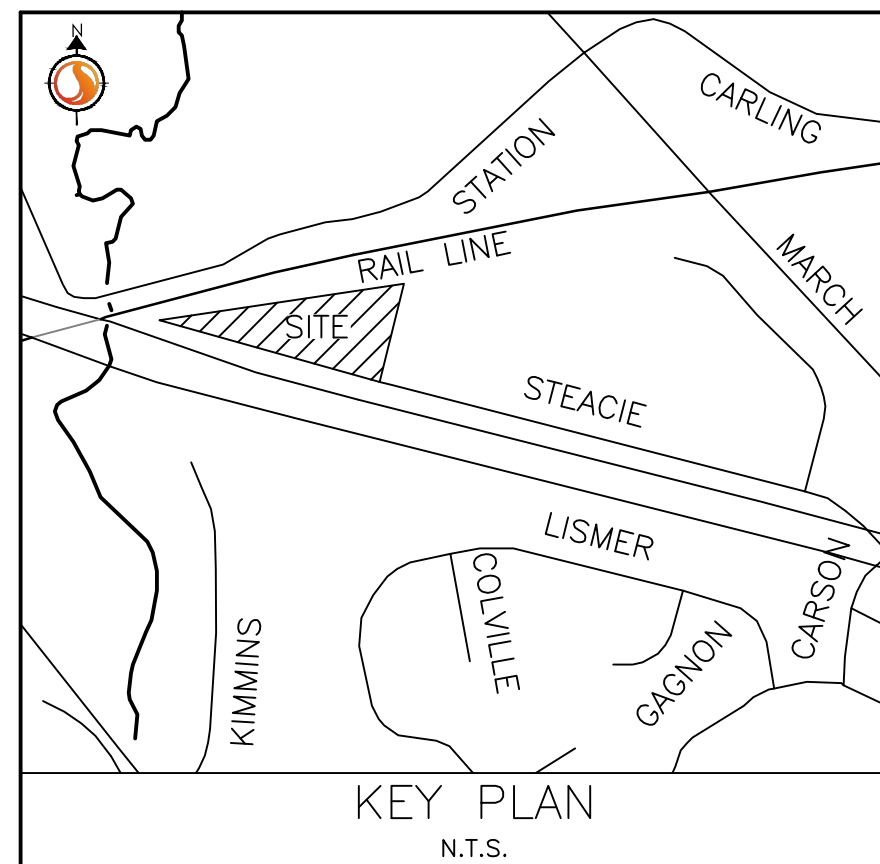 N
CARLING
STATION
RAIL LINE
MARCH
SITE
STEACIE
LISMER
COLVILLE
CARSON
GAGNON
KIMMINS
KEY PLAN
N.T.S.